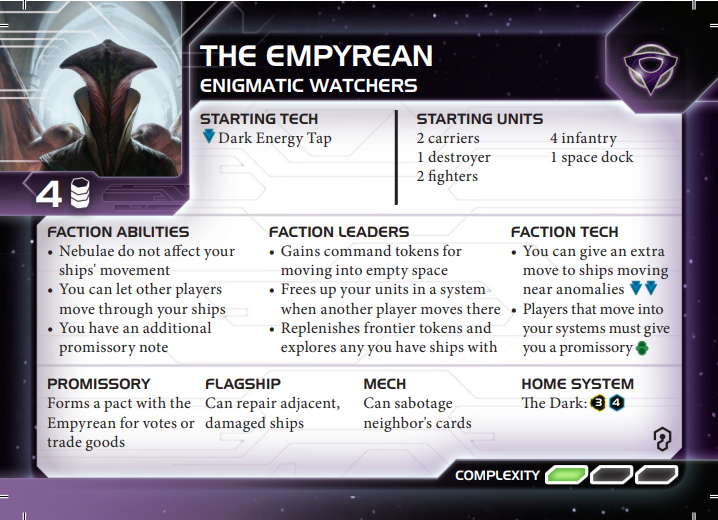 THE EMPYREAN
ENIGMATIC WATCHERS
4
STARTING TECH
Dark Energy Tap
STARTING UNITS
2 carriers
1 destroyer
2 fighters
4 infantry
1 space dock
FACTION ABILITIES
• Nebulae do not affect your
ships' movement
• You can let other players
move through your ships
• You have an additional
promissory note
FACTION LEADERS
• Gains command tokens for
moving into empty space
• Frees up your units in a system
when another player moves there
• Replenishes frontier tokens and
explores any you have ships with
FACTION TECH
• You can give an extra
move to ships moving
near anomalies
• Players that move into
your systems must give
you a promissory
PROMISSORY
Forms a pact with the
Empyrean for votes or
trade goods
FLAGSHIP
Can repair adjacent,
damaged ships
MECH
Can sabotage
neighbor's cards
HOME SYSTEM
The Dark: 3 4
COMPLEXITY